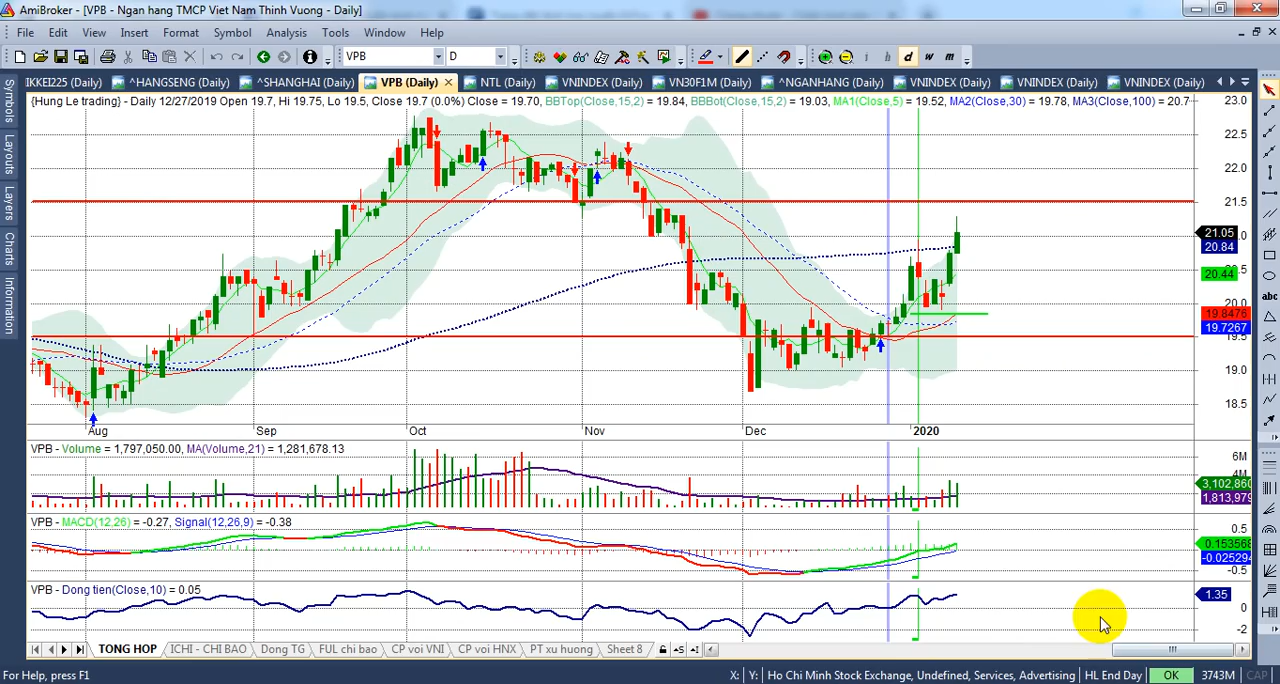 AmiBroker - [VPB - Ngan hang TMCP Viet Nam Thinh Vuong - Daily]
File Edit View Insert Format Symbol Analysis Tools Window Help
VPB D i h d w m
IKKEI225 (Daily) ^HANGSENG (Daily) ^SHANGHAI (Daily) VPB (Daily) NTL (Daily) VNINDEX (Daily) VN30F1M (Daily) ^NGANHANG (Daily) VNINDEX (Daily) VNINDEX (Daily) VNINDEX (Daily)
Symbols
Layouts
Layers
Charts
Information
abc
{Hung Le trading} - Daily 12/27/2019 Open 19.7, Hi 19.75, Lo 19.5, Close 19.7 (0.0%) Close = 19.70, BBTop(Close,15,2) = 19.84, BBBot(Close,15,2) = 19.03, MA1(Close,5) = 19.52, MA2(Close,30) = 19.78, MA3(Close,100) = 20.7
23.0
22.5
22.0
21.5
21.05
20.84
20.44
20.0
19.8476
19.7267
19.0
18.5
Aug Sep Oct Nov Dec 2020
VPB - Volume = 1,797,050.00, MA(Volume,21) = 1,281,678.13
6M
4M
3,102,860
1,813,979
VPB - MACD(12,26) = -0.27, Signal(12,26,9) = -0.38
0.5
0.153568
-0.025294
-0.5
VPB - Dong tien(Close,10) = 0.05
1.35
0
-2
TONG HOP ICHI - CHI BAO Dong TG FUL chi bao CP voi VNI CP voi HNX PT xu huong Sheet 8
For Help, press F1 X: Y: Ho Chi Minh Stock Exchange, Undefined, Services, Advertising HL End Day OK 3743M CAP